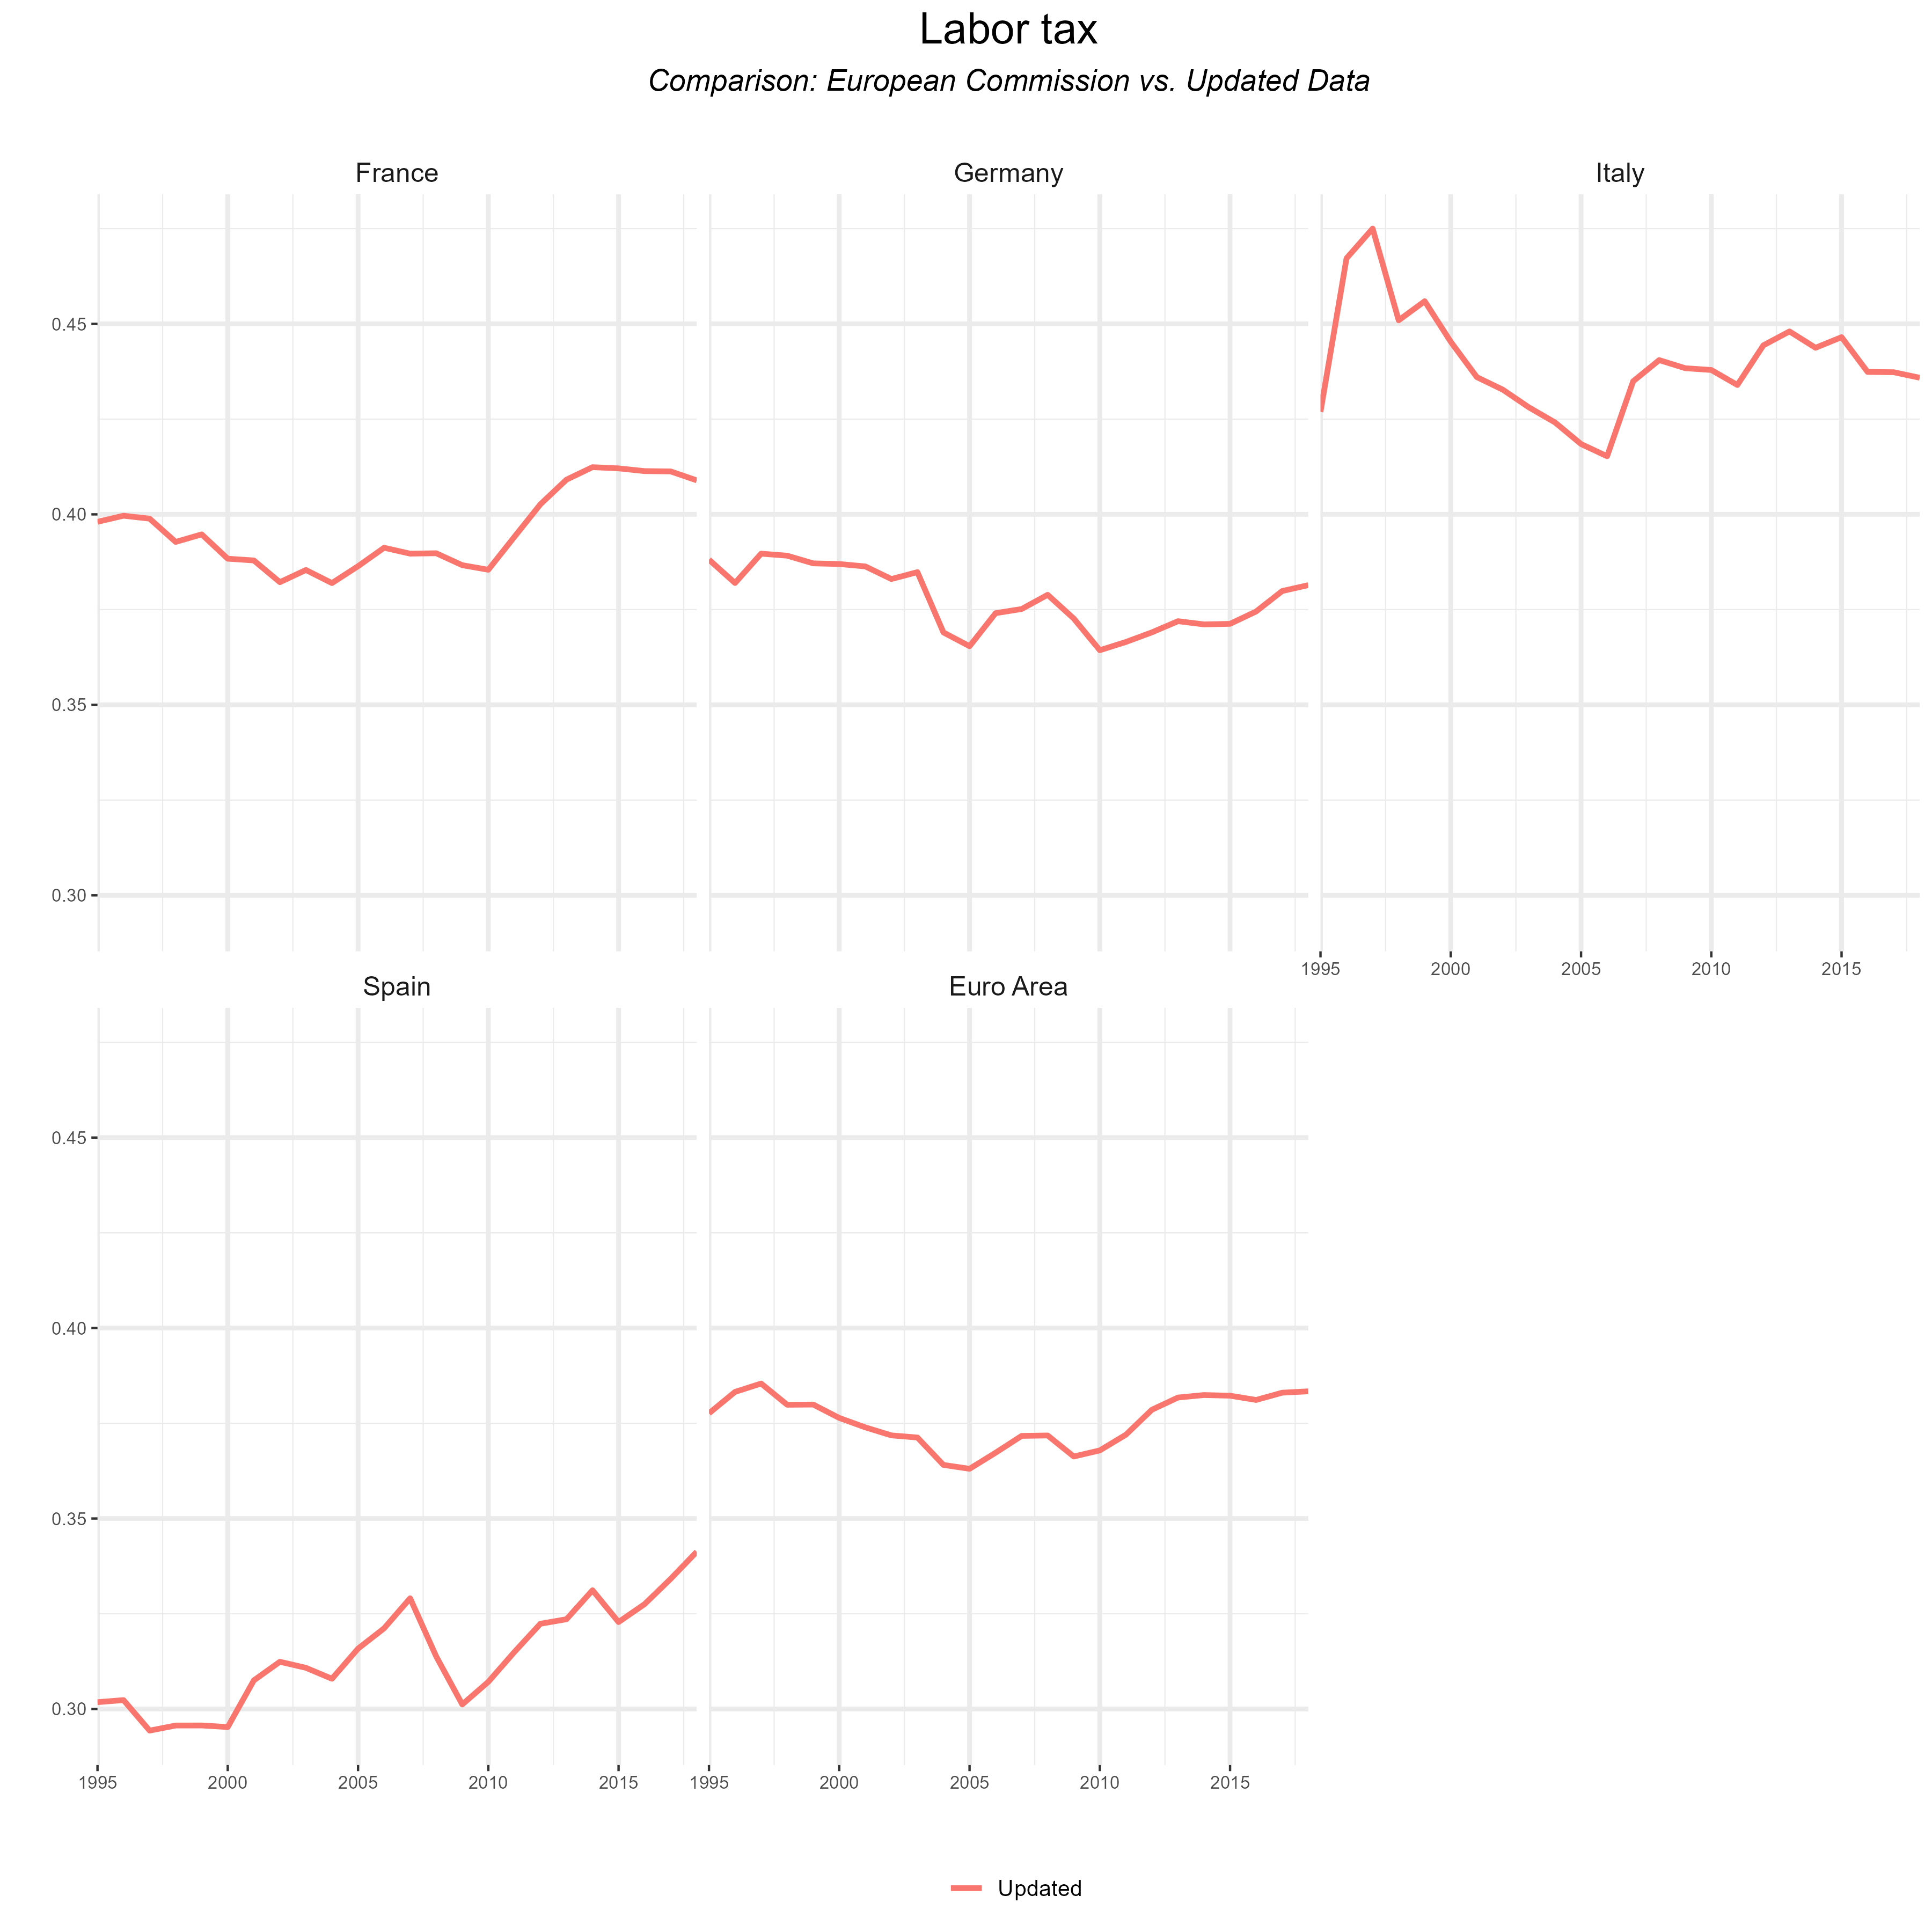 Labor tax
Comparison: European Commission vs. Updated Data
France Germany Italy
0.45
0.40
0.35
0.30
1995 2000 2005 2010 2015
Spain Euro Area
0.45
0.40
0.35
0.30
1995 2000 2005 2010 2015 1995 2000 2005 2010 2015
Updated